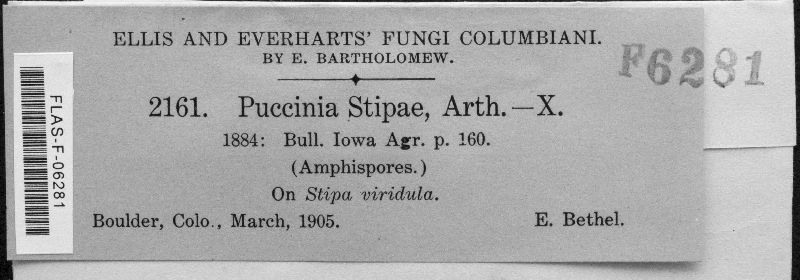 ELLIS AND EVERHARTS' FUNGI COLUMBIANI.
BY E. BARTHOLOMEW.
F6281
2161. Puccinia Stipae, Arth.—X.
1884: Bull. Iowa Agr. p. 160.
(Amphispores.)
On Stipa viridula.
Boulder, Colo., March, 1905. E. Bethel.
FLAS-F-06281